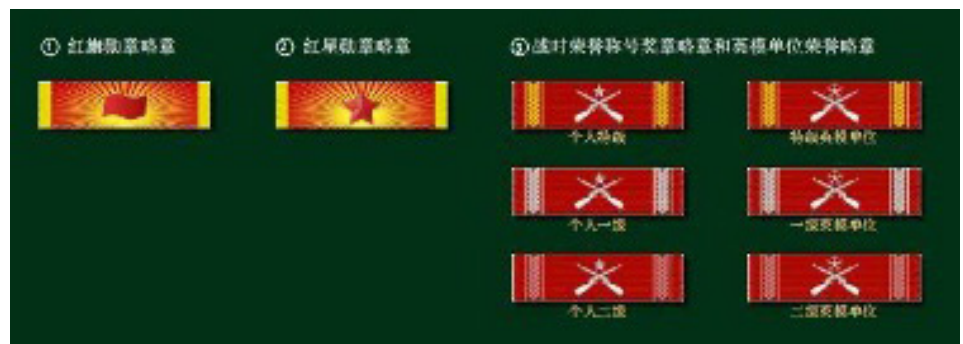 ① 红旗勋章略章
② 红星勋章略章
③ 战时荣誉称号奖章略章和英模单位荣誉略章
个人特级
特级英模单位
个人一级
一级英模单位
个人二级
二级英模单位